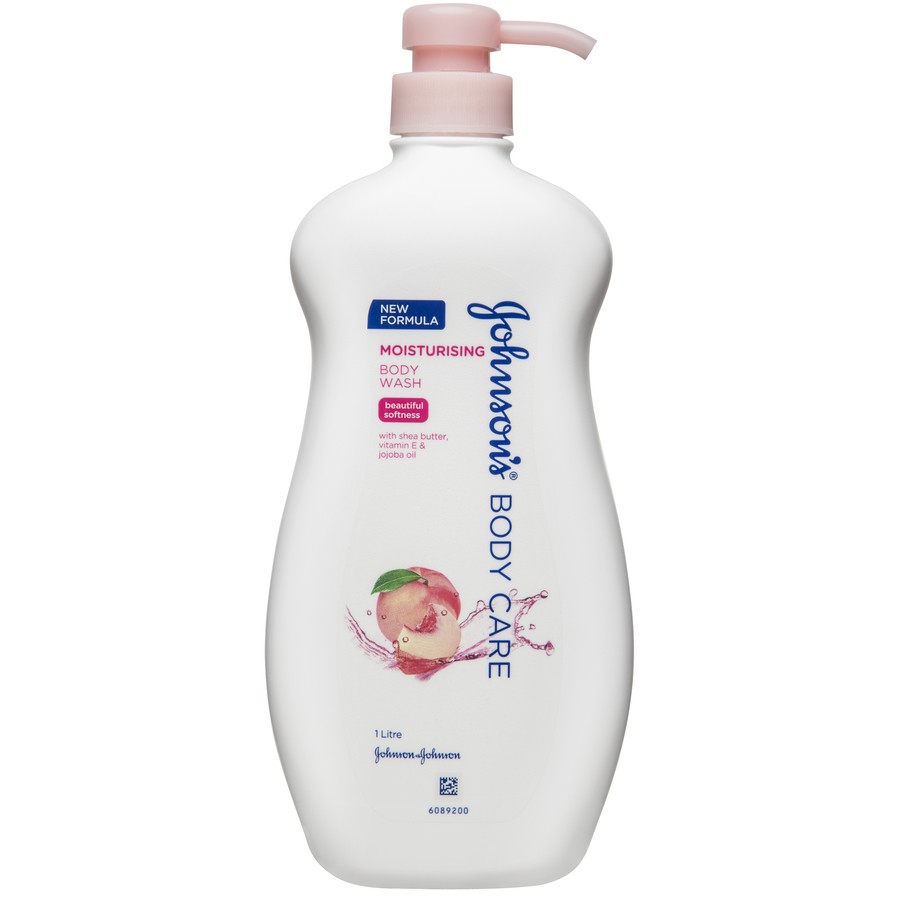 NEW
FORMULA
MOISTURISING
BODY
WASH
beautiful
softness
with shea butter,
vitamin E &
jojoba oil
Johnson's® BODY CARE
1 Litre
Johnson & Johnson
6089200